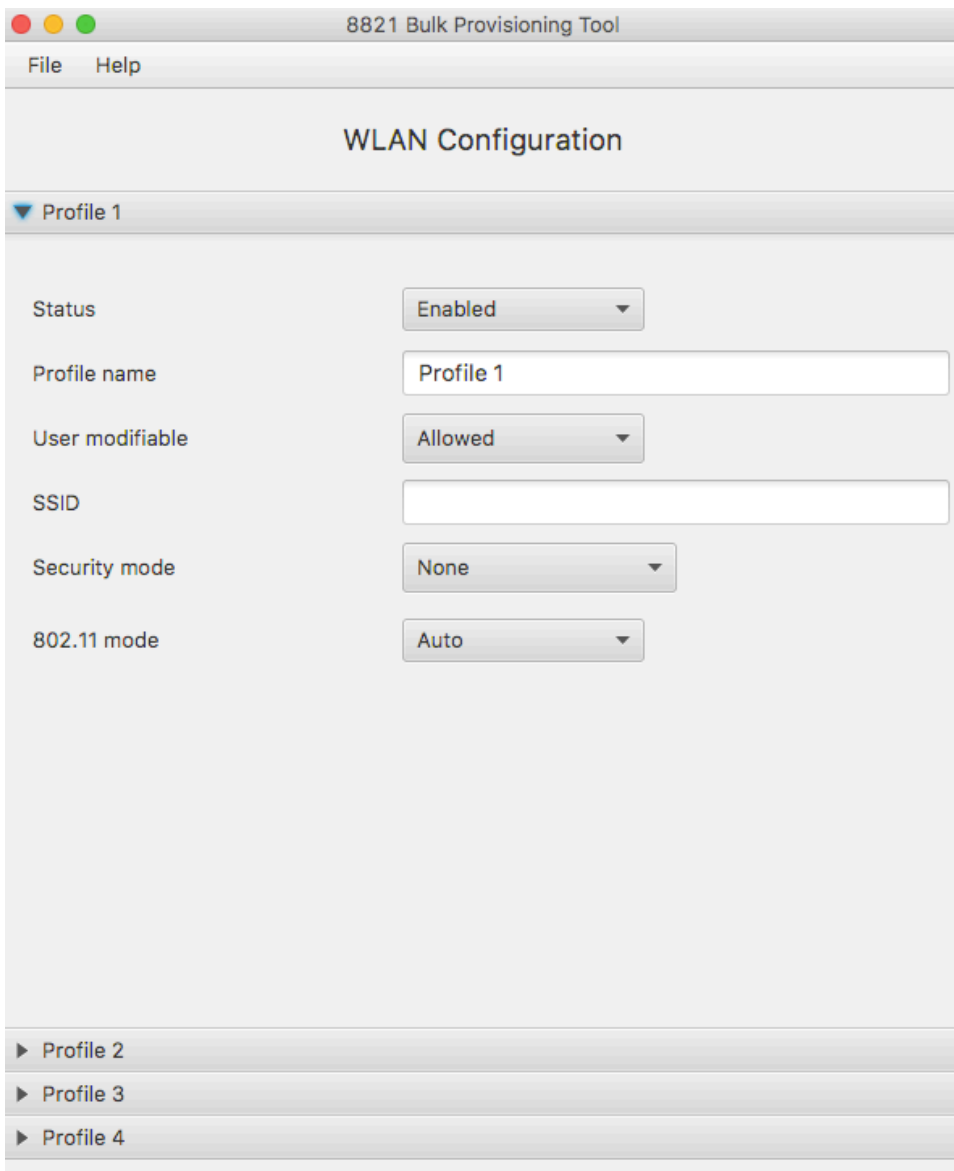 8821 Bulk Provisioning Tool
File Help
WLAN Configuration
Profile 1
Status Enabled
Profile name Profile 1
User modifiable Allowed
SSID
Security mode None
802.11 mode Auto
Profile 2
Profile 3
Profile 4